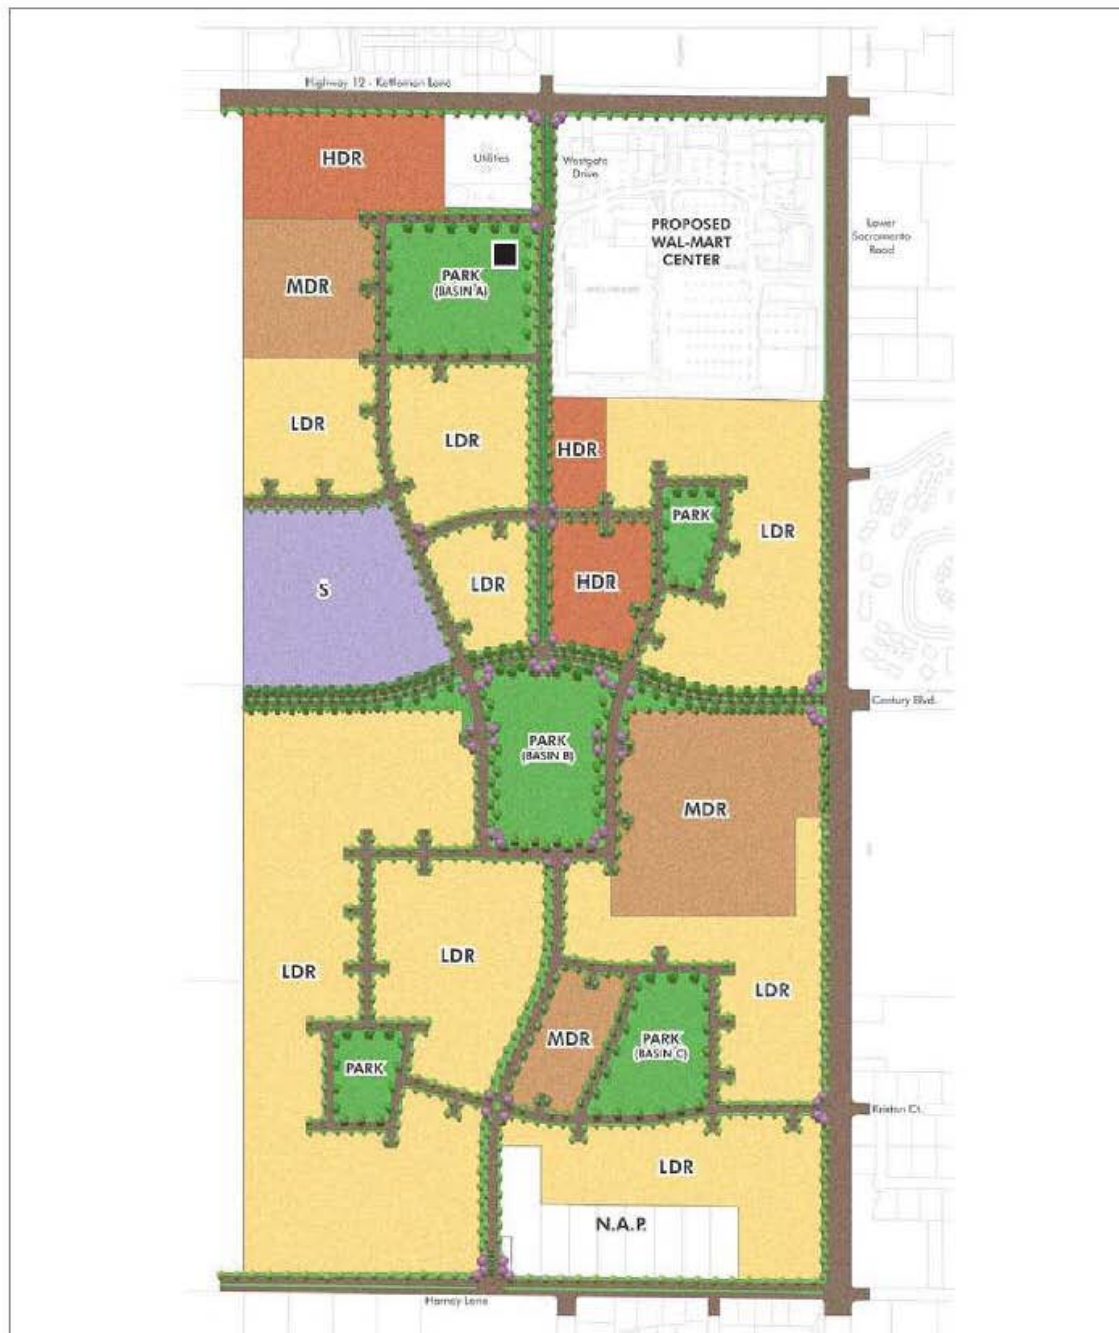 Highway 12 - Kettleman Lane
HDR
Utilities
Westgate
Drive
PROPOSED
WAL-MART
CENTER
Lower
Sacramento
Road
MDR
PARK
(BASIN A)
LDR
LDR
HDR
PARK
LDR
S
LDR
HDR
Century Blvd.
PARK
(BASIN B)
MDR
LDR
LDR
LDR
MDR
PARK
(BASIN C)
PARK
Kristen Ct.
LDR
N.A.P.
Harney Lane